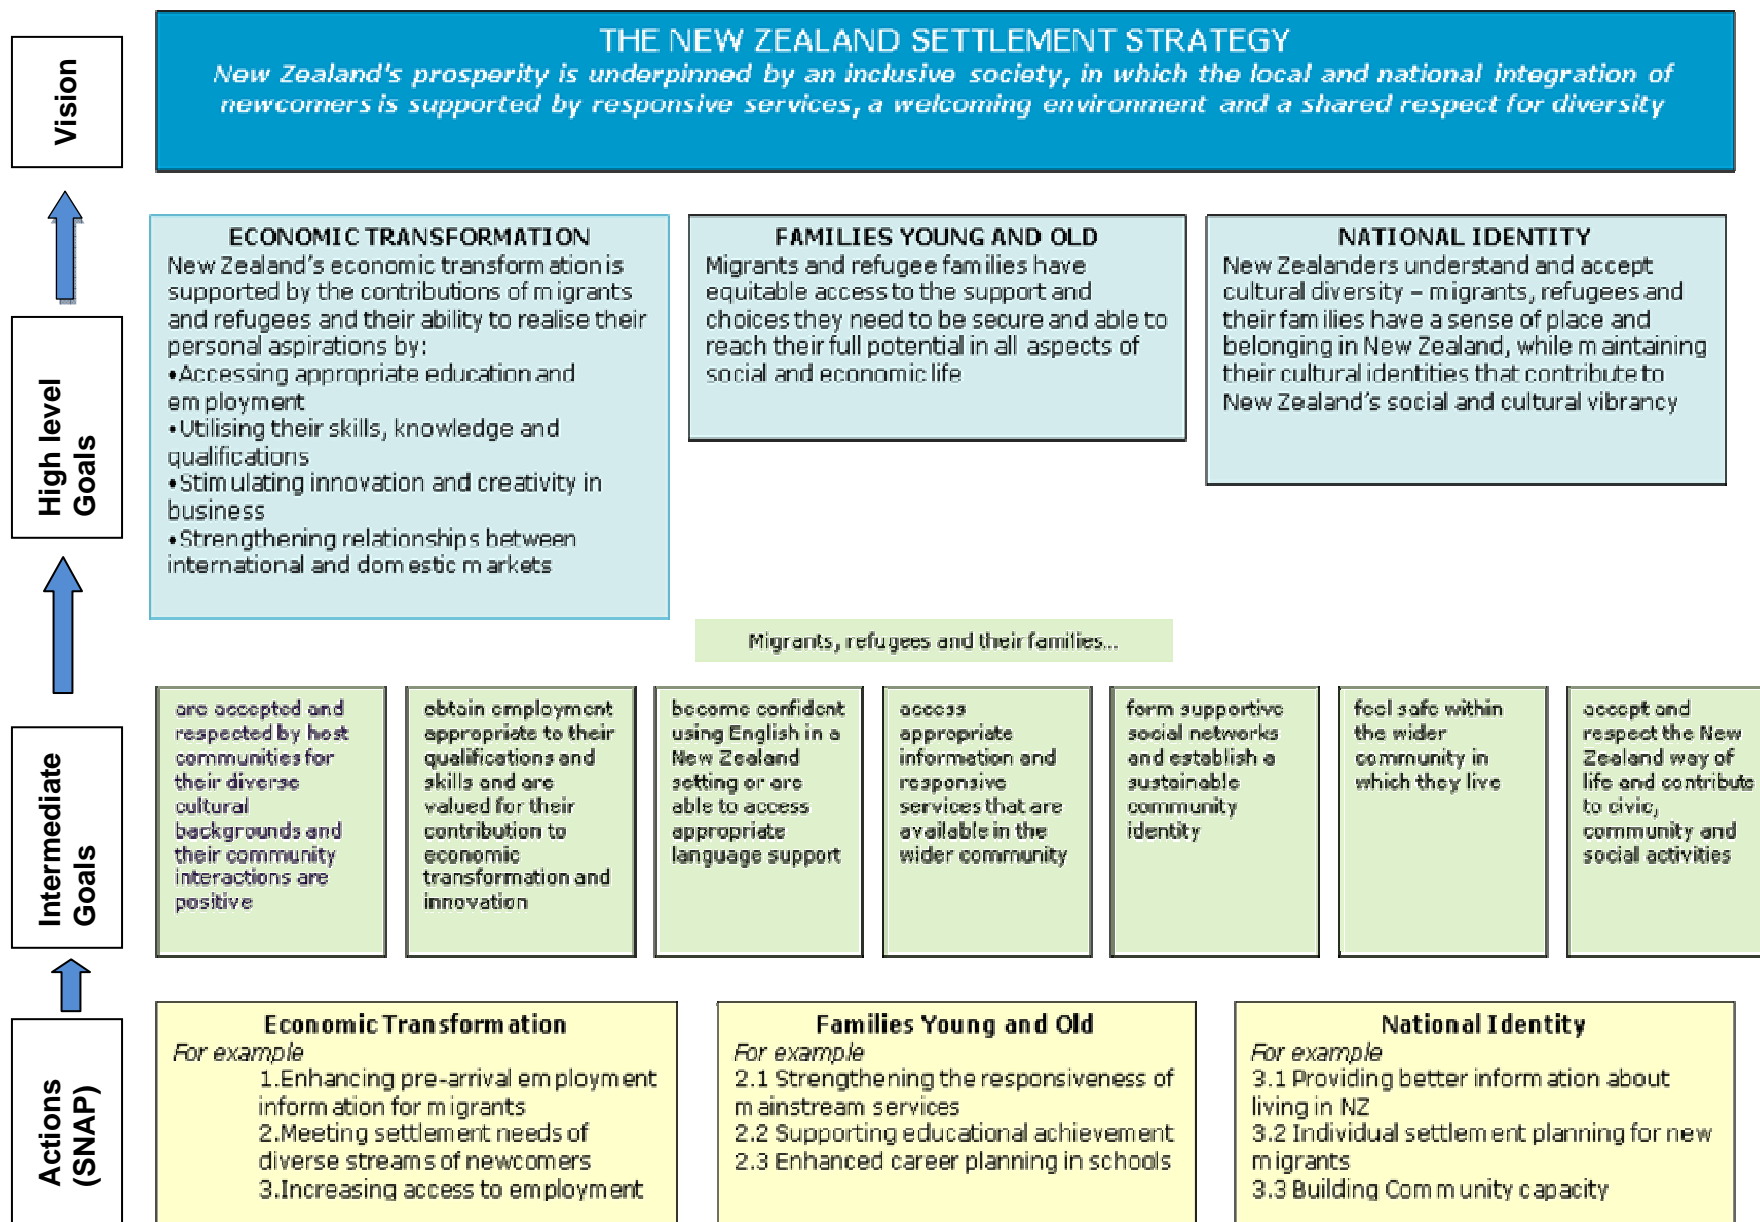 Vision
THE NEW ZEALAND SETTLEMENT STRATEGY
New Zealand's prosperity is underpinned by an inclusive society, in which the local and national integration of
newcomers is supported by responsive services, a welcoming environment and a shared respect for diversity
High level
Goals
ECONOMIC TRANSFORMATION
New Zealand's economic transformation is
supported by the contributions of migrants
and refugees and their ability to realise their
personal aspirations by:
•Accessing appropriate education and
employment
•Utilising their skills, knowledge and
qualifications
•Stimulating innovation and creativity in
business
•Strengthening relationships between
international and domestic markets
FAMILIES YOUNG AND OLD
Migrants and refugee families have
equitable access to the support and
choices they need to be secure and able to
reach their full potential in all aspects of
social and economic life
NATIONAL IDENTITY
New Zealanders understand and accept
cultural diversity – migrants, refugees and
their families have a sense of place and
belonging in New Zealand, while maintaining
their cultural identities that contribute to
New Zealand's social and cultural vibrancy
Migrants, refugees and their families...
Intermediate
Goals
are accepted and
respected by host
communities for
their diverse
cultural
backgrounds and
their community
interactions are
positive
obtain employment
appropriate to their
qualifications and
skills and are
valued for their
contribution to
economic
transformation and
innovation
become confident
using English in a
New Zealand
setting or are
able to access
appropriate
language support
access
appropriate
information and
responsive
services that are
available in the
wider community
form supportive
social networks
and establish a
sustainable
community
identity
feel safe within
the wider
community in
which they live
accept and
respect the New
Zealand way of
life and contribute
to civic,
community and
social activities
Actions
(SNAP)
Economic Transformation
For example
1.Enhancing pre-arrival employment
information for migrants
2.Meeting settlement needs of
diverse streams of newcomers
3.Increasing access to employment
Families Young and Old
For example
2.1 Strengthening the responsiveness of
mainstream services
2.2 Supporting educational achievement
2.3 Enhanced career planning in schools
National Identity
For example
3.1 Providing better information about
living in NZ
3.2 Individual settlement planning for new
migrants
3.3 Building Community capacity